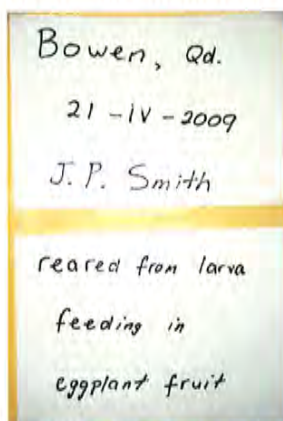 Bowen, Qd.
21-IV-2009
J. P. Smith
reared from larva
feeding in
eggplant fruit